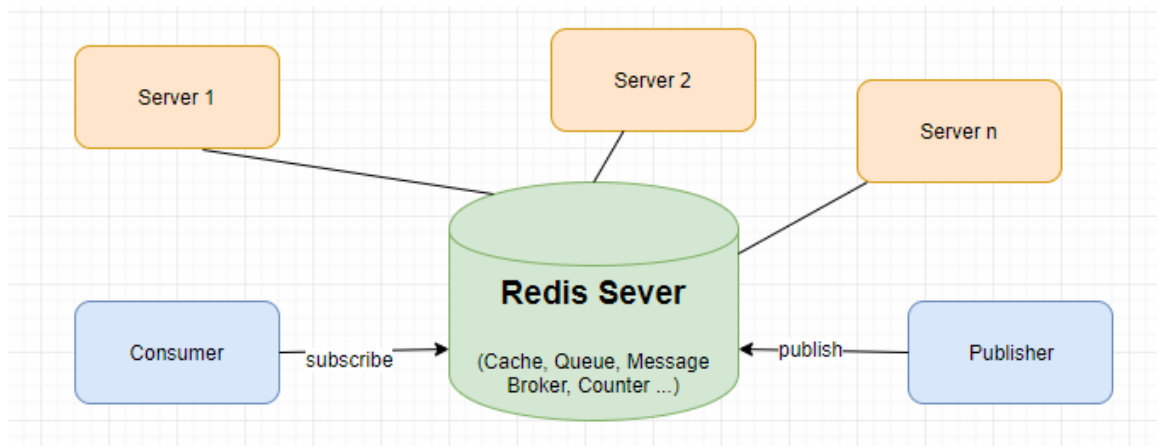 Server 1
Server 2
Server n
Redis Sever
(Cache, Queue, Message
Broker, Counter ...)
Consumer
subscribe
publish
Publisher